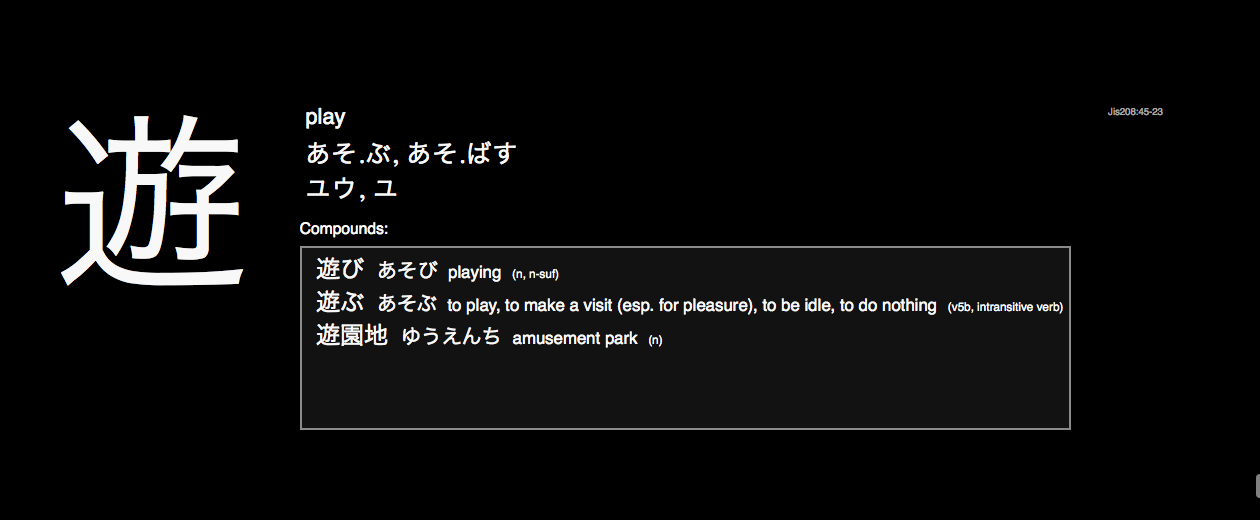 遊
play
Jis208:45-23
あそ.ぶ, あそ.ばす
ユウ, ユ
Compounds:
遊び あそび playing (n, n-suf)
遊ぶ あそぶ to play, to make a visit (esp. for pleasure), to be idle, to do nothing (v5b, intransitive verb)
遊園地 ゆうえんち amusement park (n)